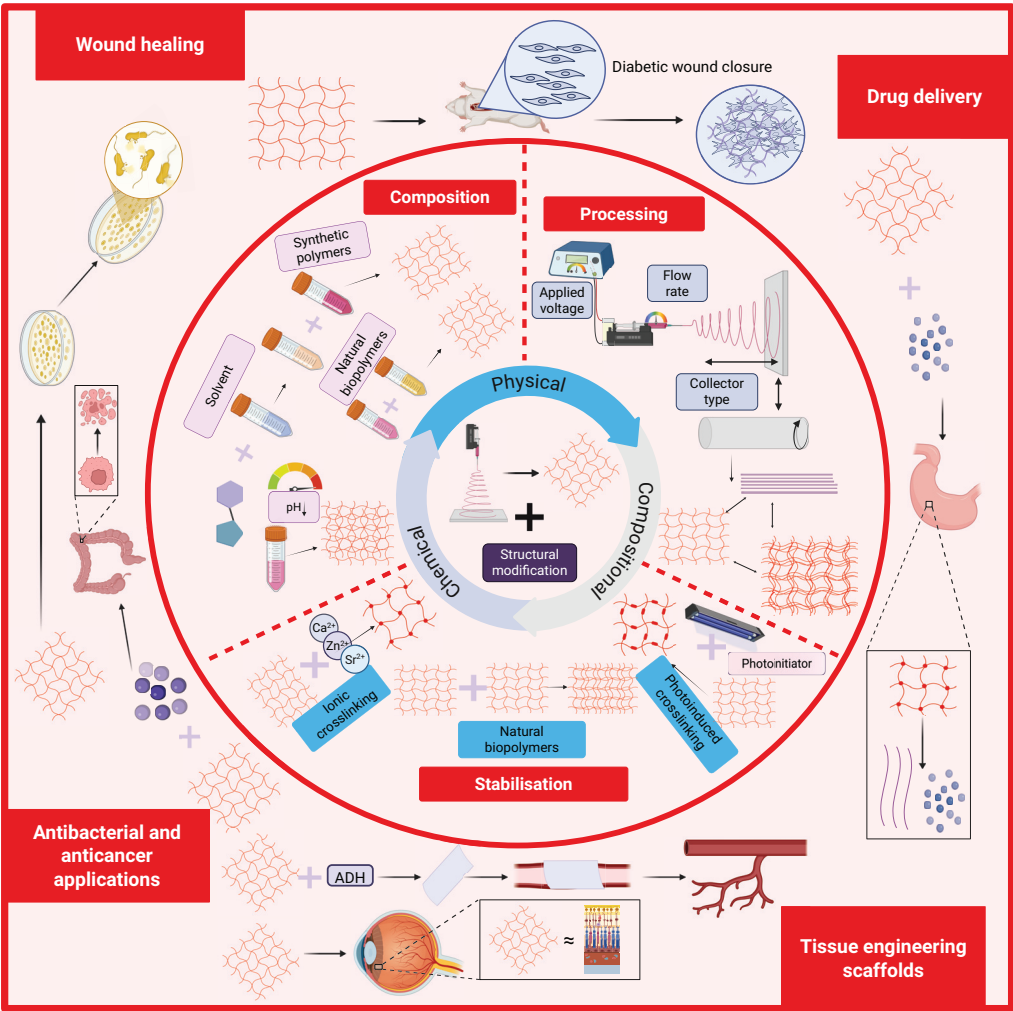 Wound healing
Diabetic wound closure
Drug delivery
Composition
Processing
Synthetic
polymers
Applied
voltage
Flow
rate
Solvent
Natural
biopolymers
Collector
type
Physical
Compositional
Chemical
pH↓
+
Structural
modification
Ca²⁺
Zn²⁺
Sr²⁺
Ionic
crosslinking
Natural
biopolymers
Photoinduced
crosslinking
Photonitiator
Stabilisation
Antibacterial and
anticancer
applications
ADH
≈
Tissue engineering
scaffolds